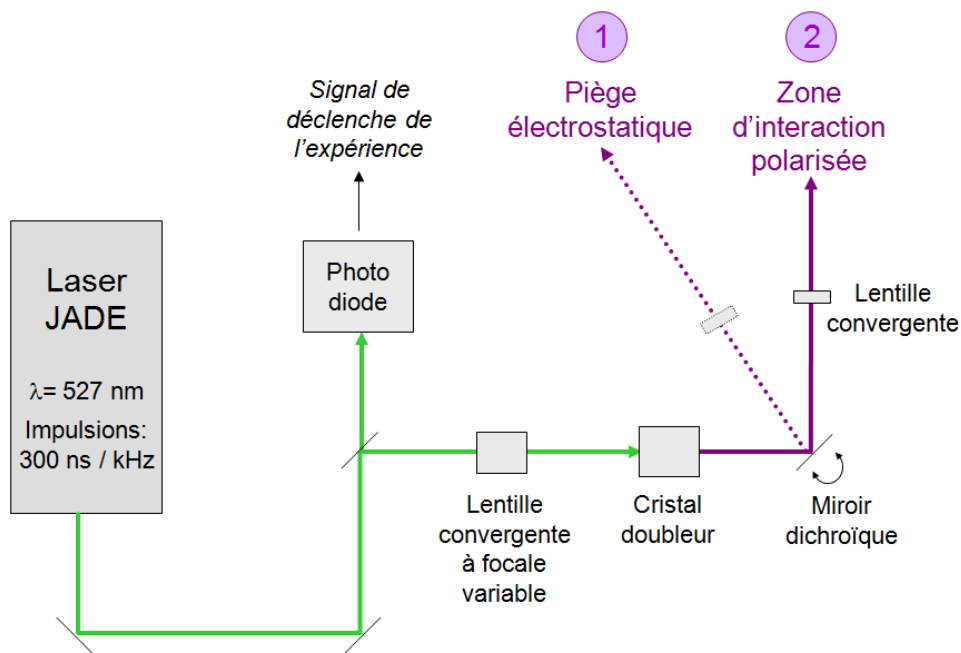 1
Piège
électrostatique
2
Zone
d'interaction
polarisée
Signal de
déclenche de
l'expérience
Photo
diode
Laser
JADE
λ= 527 nm
Impulsions:
300 ns / kHz
Lentille
convergente
Lentille
convergente
à focale
variable
Cristal
doubleur
Miroir
dichroïque